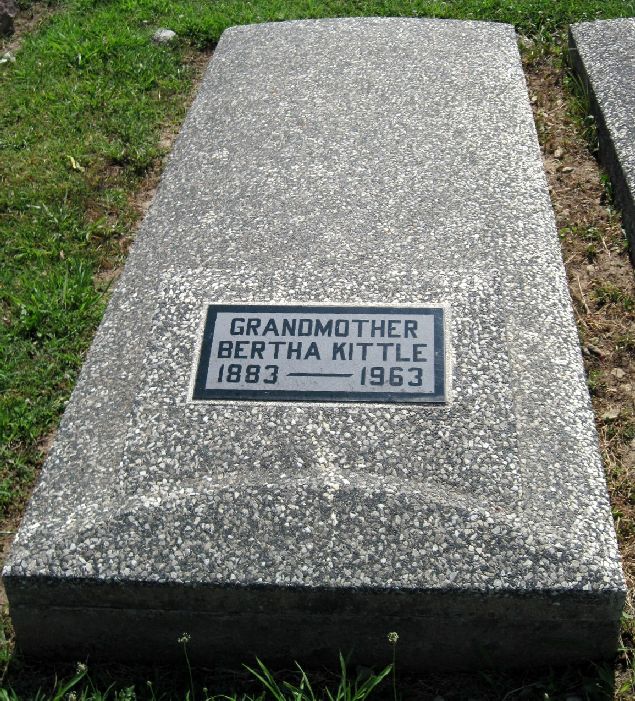 GRANDMOTHER
BERTHA KITTLE
1883 — 1963